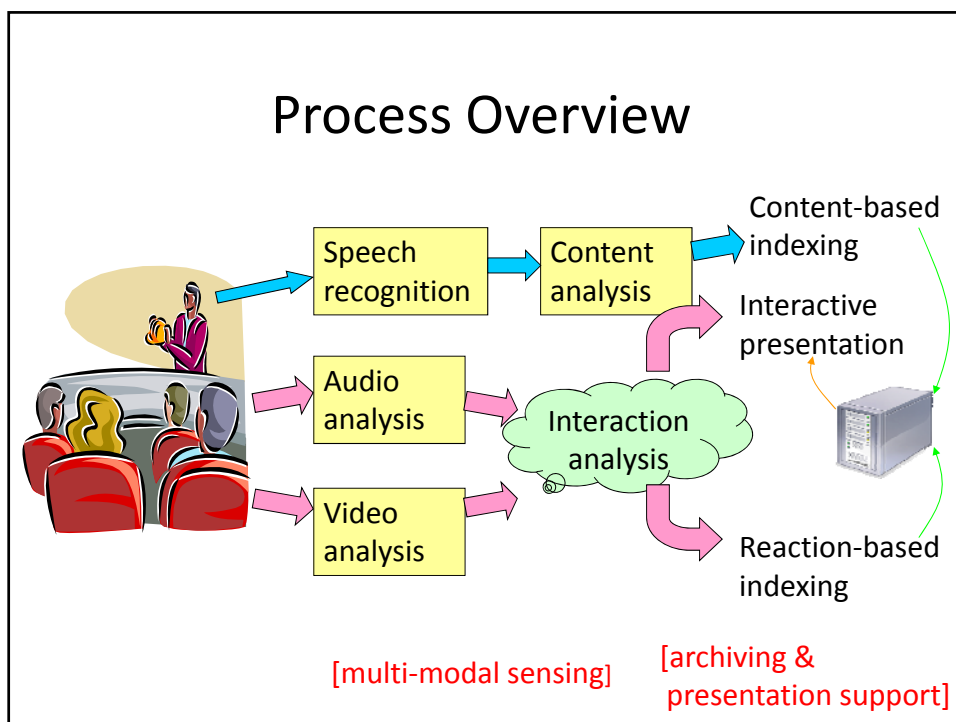 Process Overview
Speech
recognition
Content
analysis
Content-based
indexing
Interactive
presentation
Audio
analysis
Interaction
analysis
Video
analysis
Reaction-based
indexing
[multi-modal sensing]
[archiving &
presentation support]